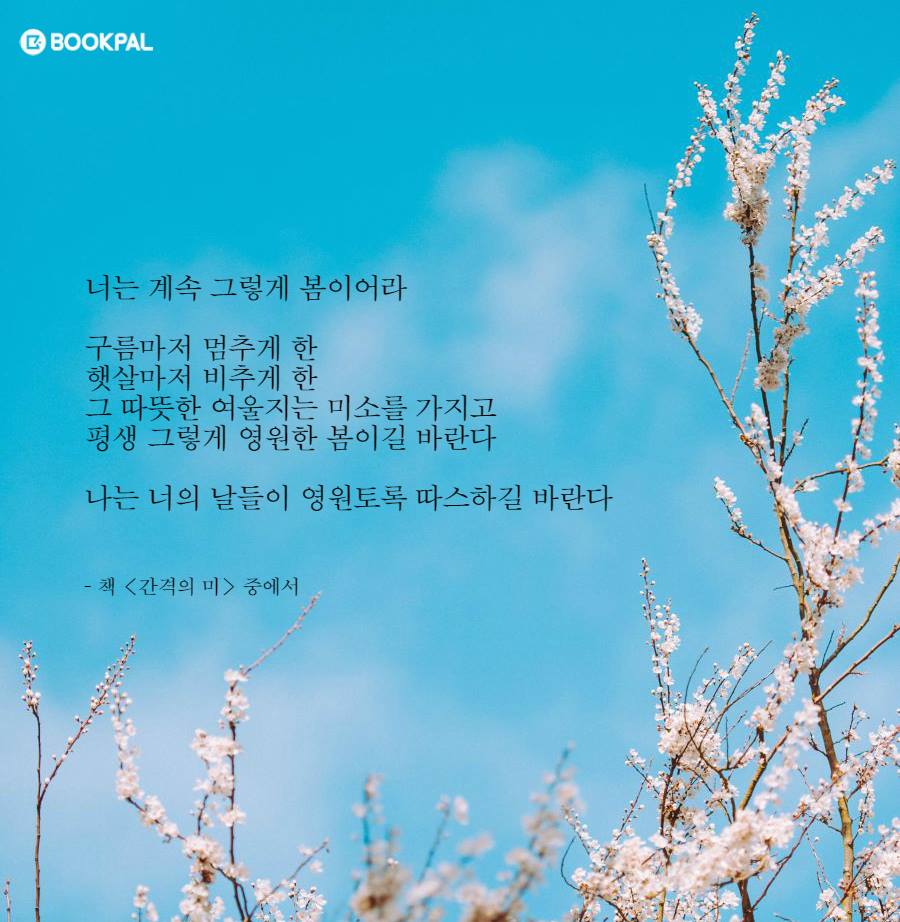 BOOKPAL
너는 계속 그렇게 봄이어라
구름마저 멈추게 한
햇살마저 비추게 한
그 따뜻한 여울지는 미소를 가지고
평생 그렇게 영원한 봄이길 바란다
나는 너의 날들이 영원토록 따스하길 바란다
- 책 <간격의 미> 중에서